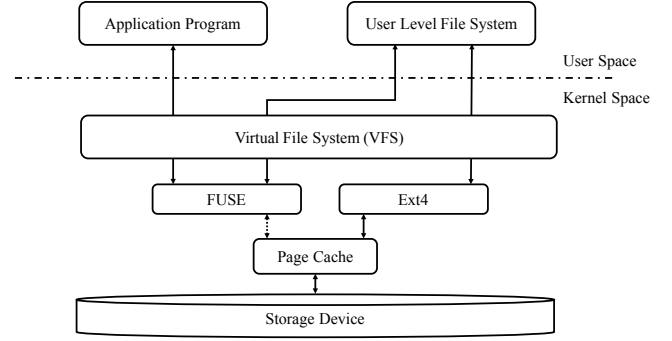 Application Program
User Level File System
User Space
Kernel Space
Virtual File System (VFS)
FUSE
Ext4
Page Cache
Storage Device